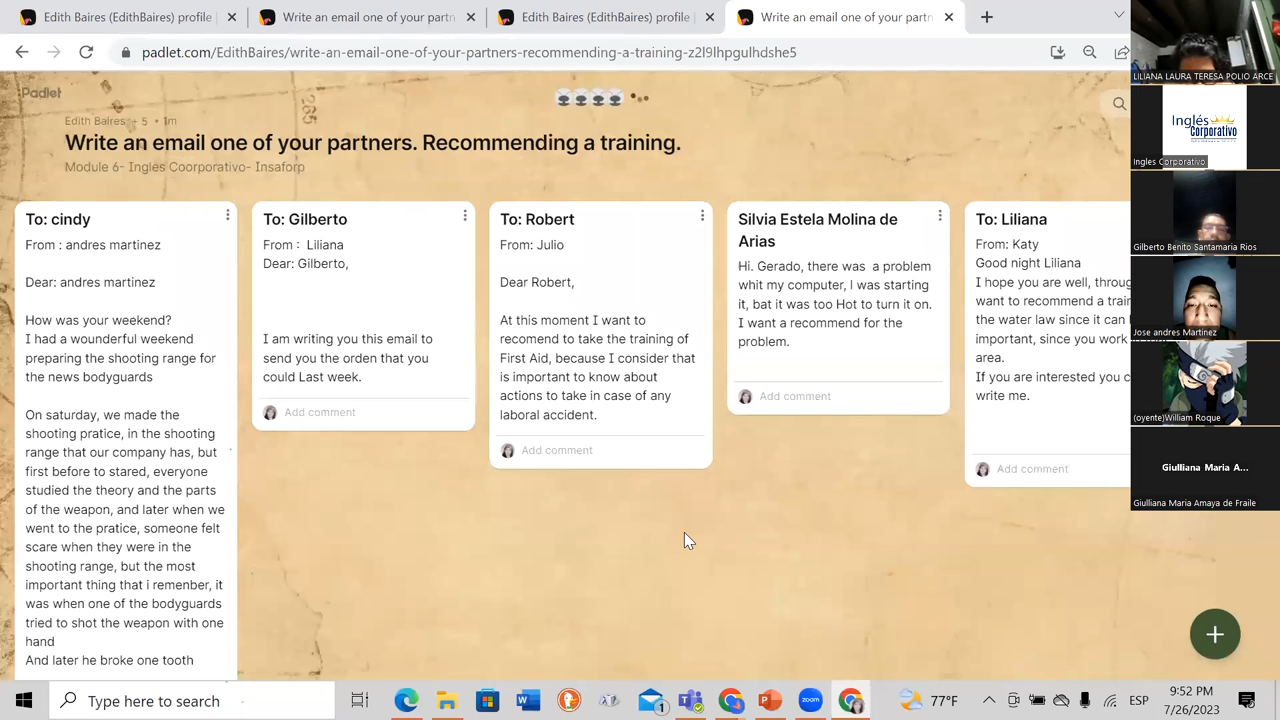 Edith Baires (EdithBaires) profile
Write an email one of your partn
Edith Baires (EdithBaires) profile
Write an email one of your partn
padlet.com/EdithBaires/write-an-email-one-of-your-partners-recommending-a-training-z2l9lhpgulhdshe5
:Padlet
Edith Baires + 5 • 1m
Write an email one of your partners. Recommending a training.
Module 6- Ingles Coorporativo- Insaforp
To: cindy
From : andres martinez
Dear: andres martinez
How was your weekend?
I had a wounderful weekend
preparing the shooting range for
the news bodyguards
On saturday, we made the
shooting pratice, in the shooting
range that our company has, but
first before to stared, everyone
studied the theory and the parts
of the weapon, and later when we
went to the pratice, someone felt
scare when they were in the
shooting range, but the most
important thing that i remenber, it
was when one of the bodyguards
tried to shot the weapon with one
hand
And later he broke one tooth
To: Gilberto
From : Liliana
Dear: Gilberto,
I am writing you this email to
send you the orden that you
could Last week.
Add comment
To: Robert
From: Julio
Dear Robert,
At this moment I want to
recomend to take the training of
First Aid, because I consider that
is important to know about
actions to take in case of any
laboral accident.
Add comment
Silvia Estela Molina de
Arias
Hi. Gerado, there was a problem
whit my computer, I was starting
it, bat it was too Hot to turn it on.
I want a recommend for the
problem.
Add comment
To: Liliana
From: Katy
Good night Liliana
I hope you are well, throug
want to recommend a trair
the water law since it can
important, since you work
area.
If you are interested you c
write me.
Add comment
LILIANA LAURA TERESA POLIO ARCE
Inglés
Corporativo
Ingles Corporativo
Gilberto Benito Santamaria Rios
Jose andres Martinez
(oyente)William Roque
Giulliana Maria A...
Giulliana Maria Amaya de Fraile
Type here to search
zoom
1
77°F
ESP
9:52 PM
7/26/2023